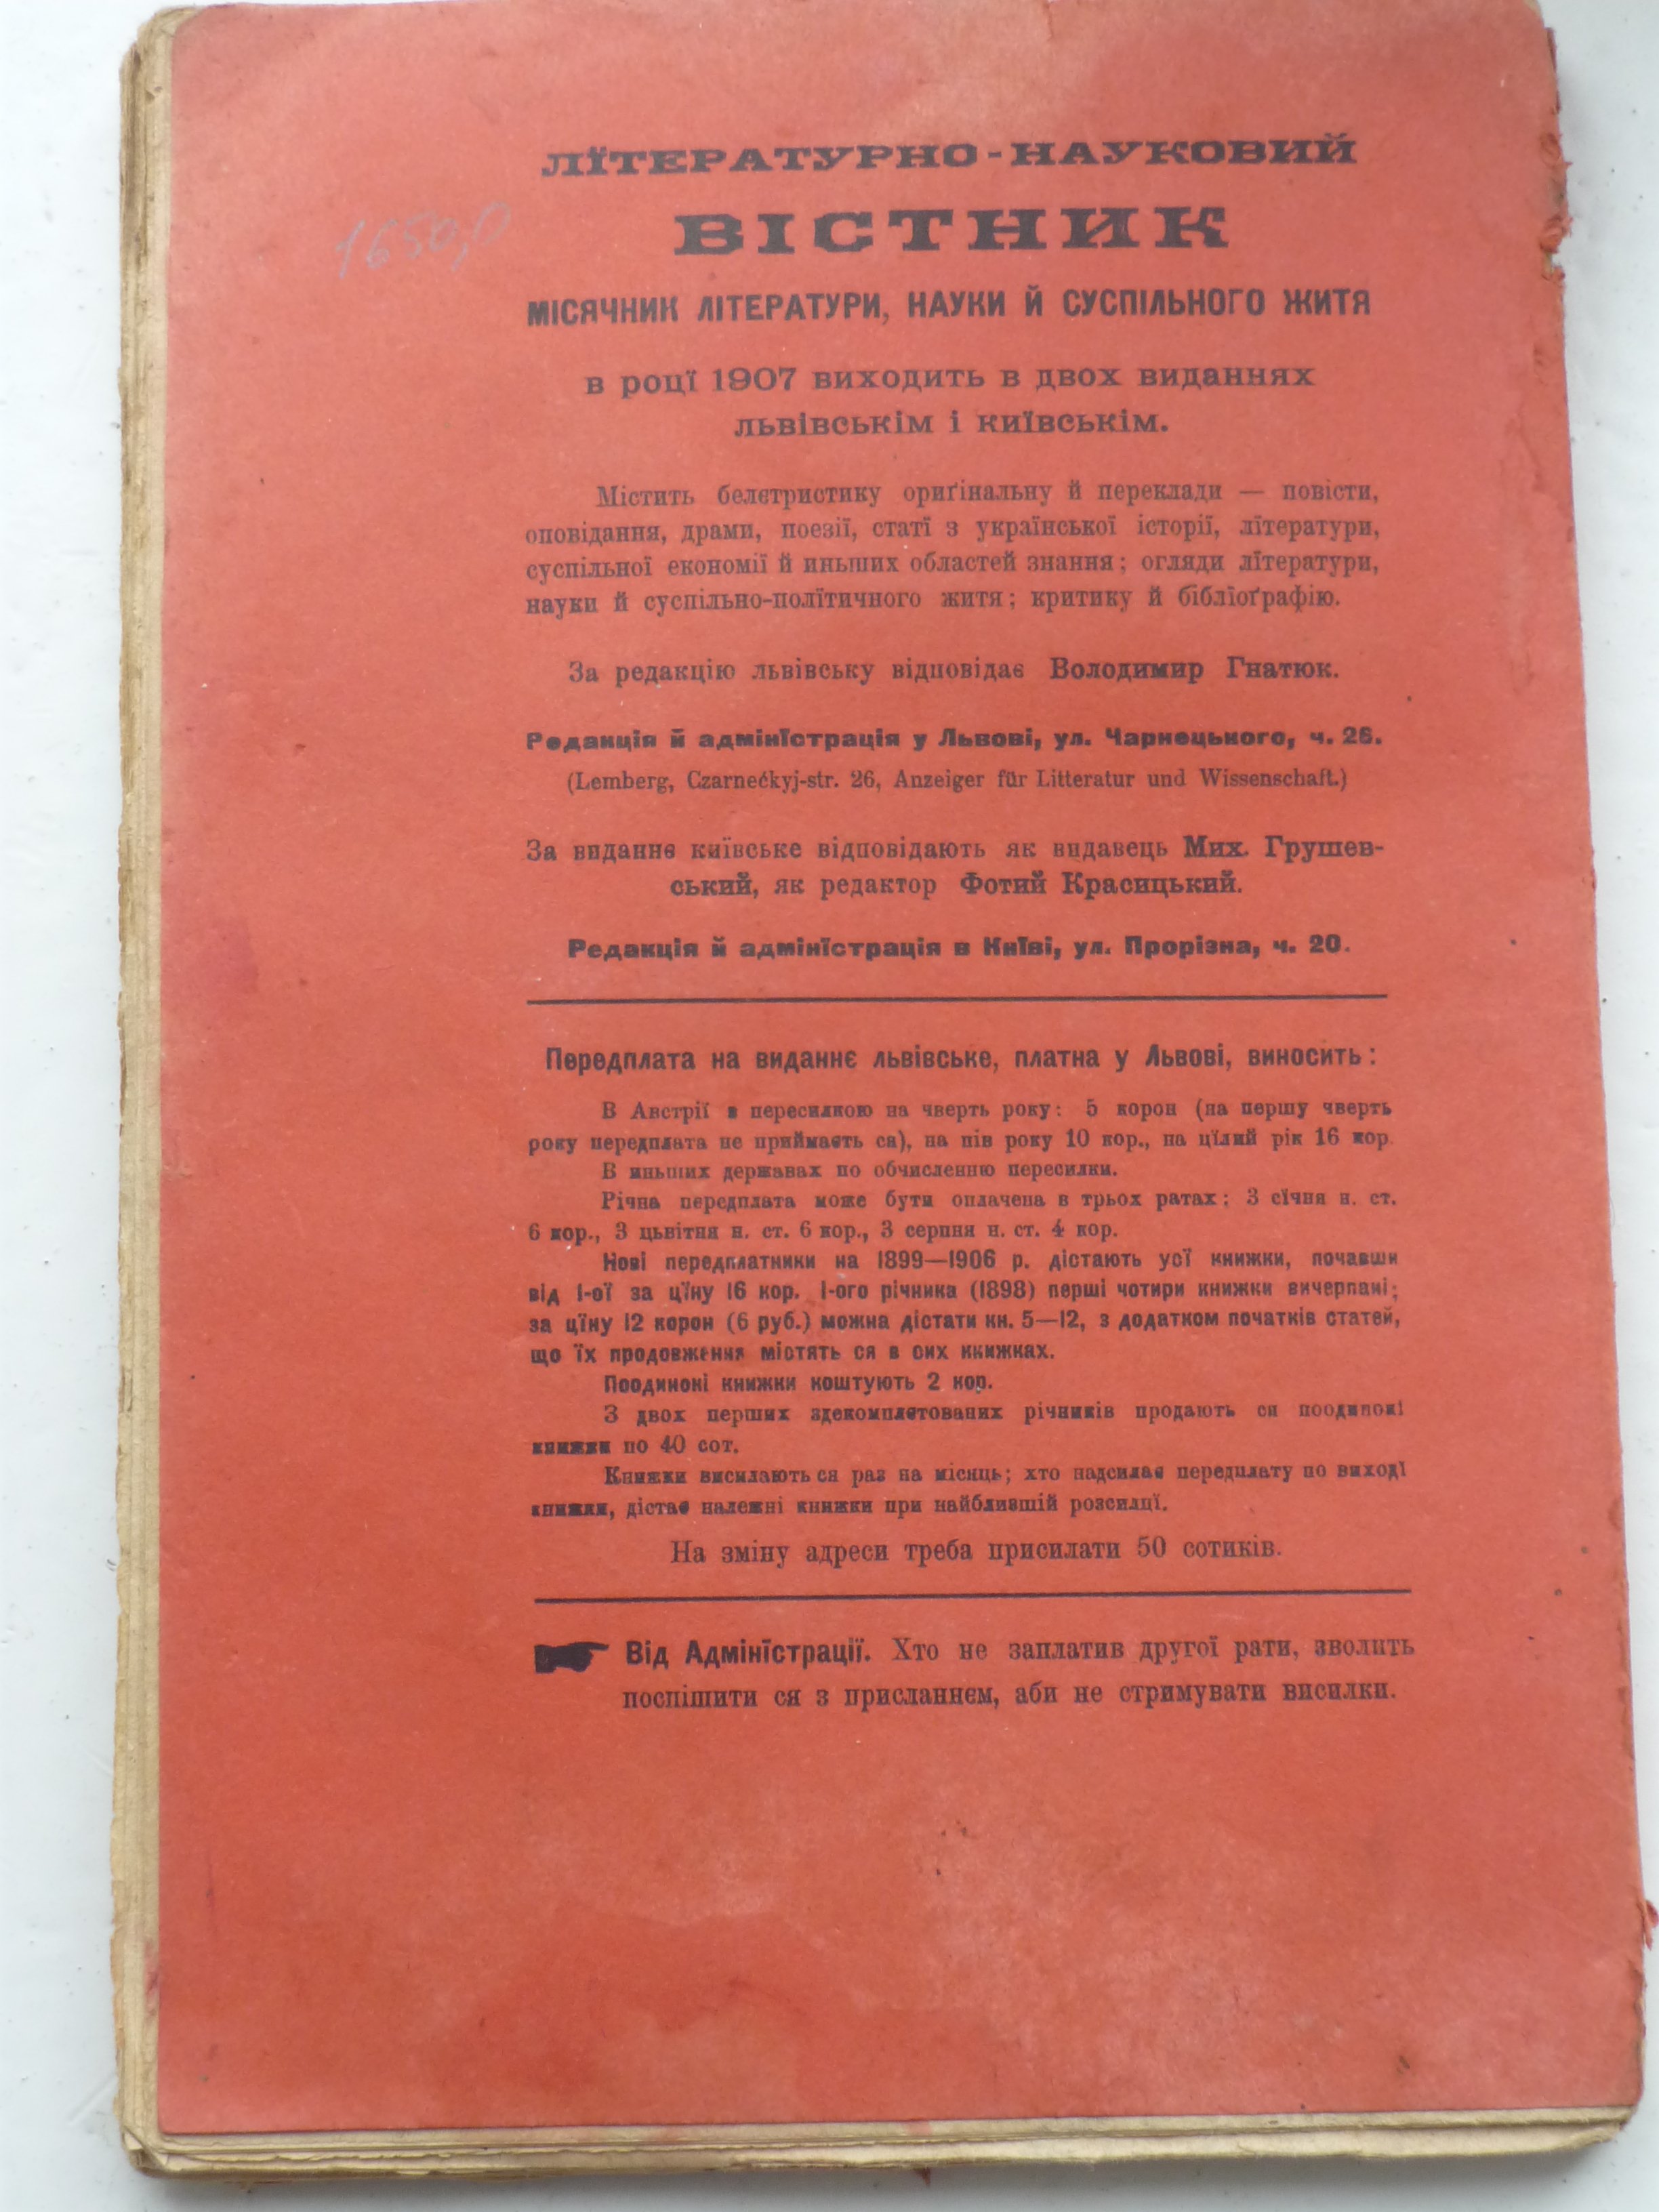 ЛЇТЕРАТУРНО-НАУКОВИЙ
ВІСТНИК
1650,0
МІСЯЧНИК ЛІТЕРАТУРИ, НАУКИ Й СУСПІЛЬНОГО ЖИТЯ
в роцї 1907 виходить в двох виданнях
львівськім і київськім.
Містить белєтристику ориґінальну й переклади — повісти,
оповідання, драми, поезії, статї з української історії, лїтератури,
суспільної економії й иньших областей знання; огляди лїтератури,
науки й суспільно-полїтичного житя; критику й біблїоґрафію.
За редакцію львівську відповідає Володимир Гнатюк.
Редакція й адмінїстрація у Львові, ул. Чарнецького, ч. 26.
(Lemberg, Czarnećkyj-str. 26, Anzeiger für Litteratur und Wissenschaft.)
За виданнє київське відповідають як видавець Мих. Грушев-
ський, як редактор Фотий Красицький.
Редакція й адмінїстрація в Київі, ул. Прорізна, ч. 20.
Передплата на виданнє львівське, платна у Львові, виносить:
В Австрії з пересилкою на чверть року: 5 корон (на першу чверть
року передплата не приймаєть ся), на пів року 10 кор., на цїлий рік 16 кор.
В иньших державах по обчисленню пересилки.
Річна передплата може бути оплачена в трьох ратах: 3 сїчня н. ст.
6 кор., 3 цьвітня н. ст. 6 кор., 3 серпня н. ст. 4 кор.
Нові передплатники на 1899—1906 р. дістають усї книжки, почавши
від І-ої за цїну 16 кор. І-ого річника (1898) перші чотири книжки вичерпані;
за цїну 12 корон (6 руб.) можна дістати кн. 5—12, з додатком початків статей,
що їх продовження містять ся в сих книжках.
Поодинокі книжки коштують 2 кор.
З двох перших здекомплєтованих річників продають ся поодинокі
книжки по 40 сот.
Книжки висилають ся раз на місяць; хто надсилає передплату по виході
книжки, дістає належні книжки при найблизшій розсилцї.
На зміну адреси треба присилати 50 сотиків.
Від Адмінїстрації. Хто не заплатив другої рати, зволить
поспішити ся з присланнєм, аби не стримувати висилки.